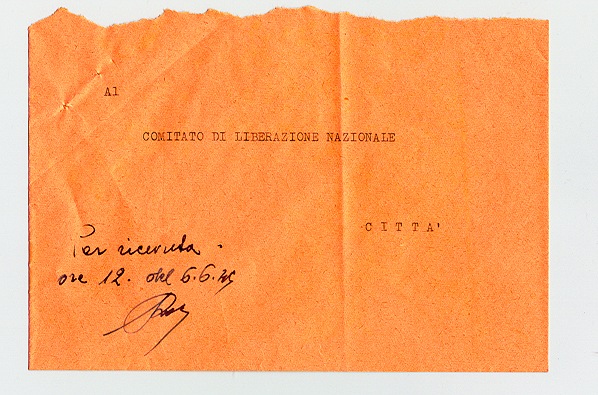 Al
COMITATO DI LIBERAZIONE NAZIONALE
CITTA'
Per ricevuta -
ore 12. del 6.6.45